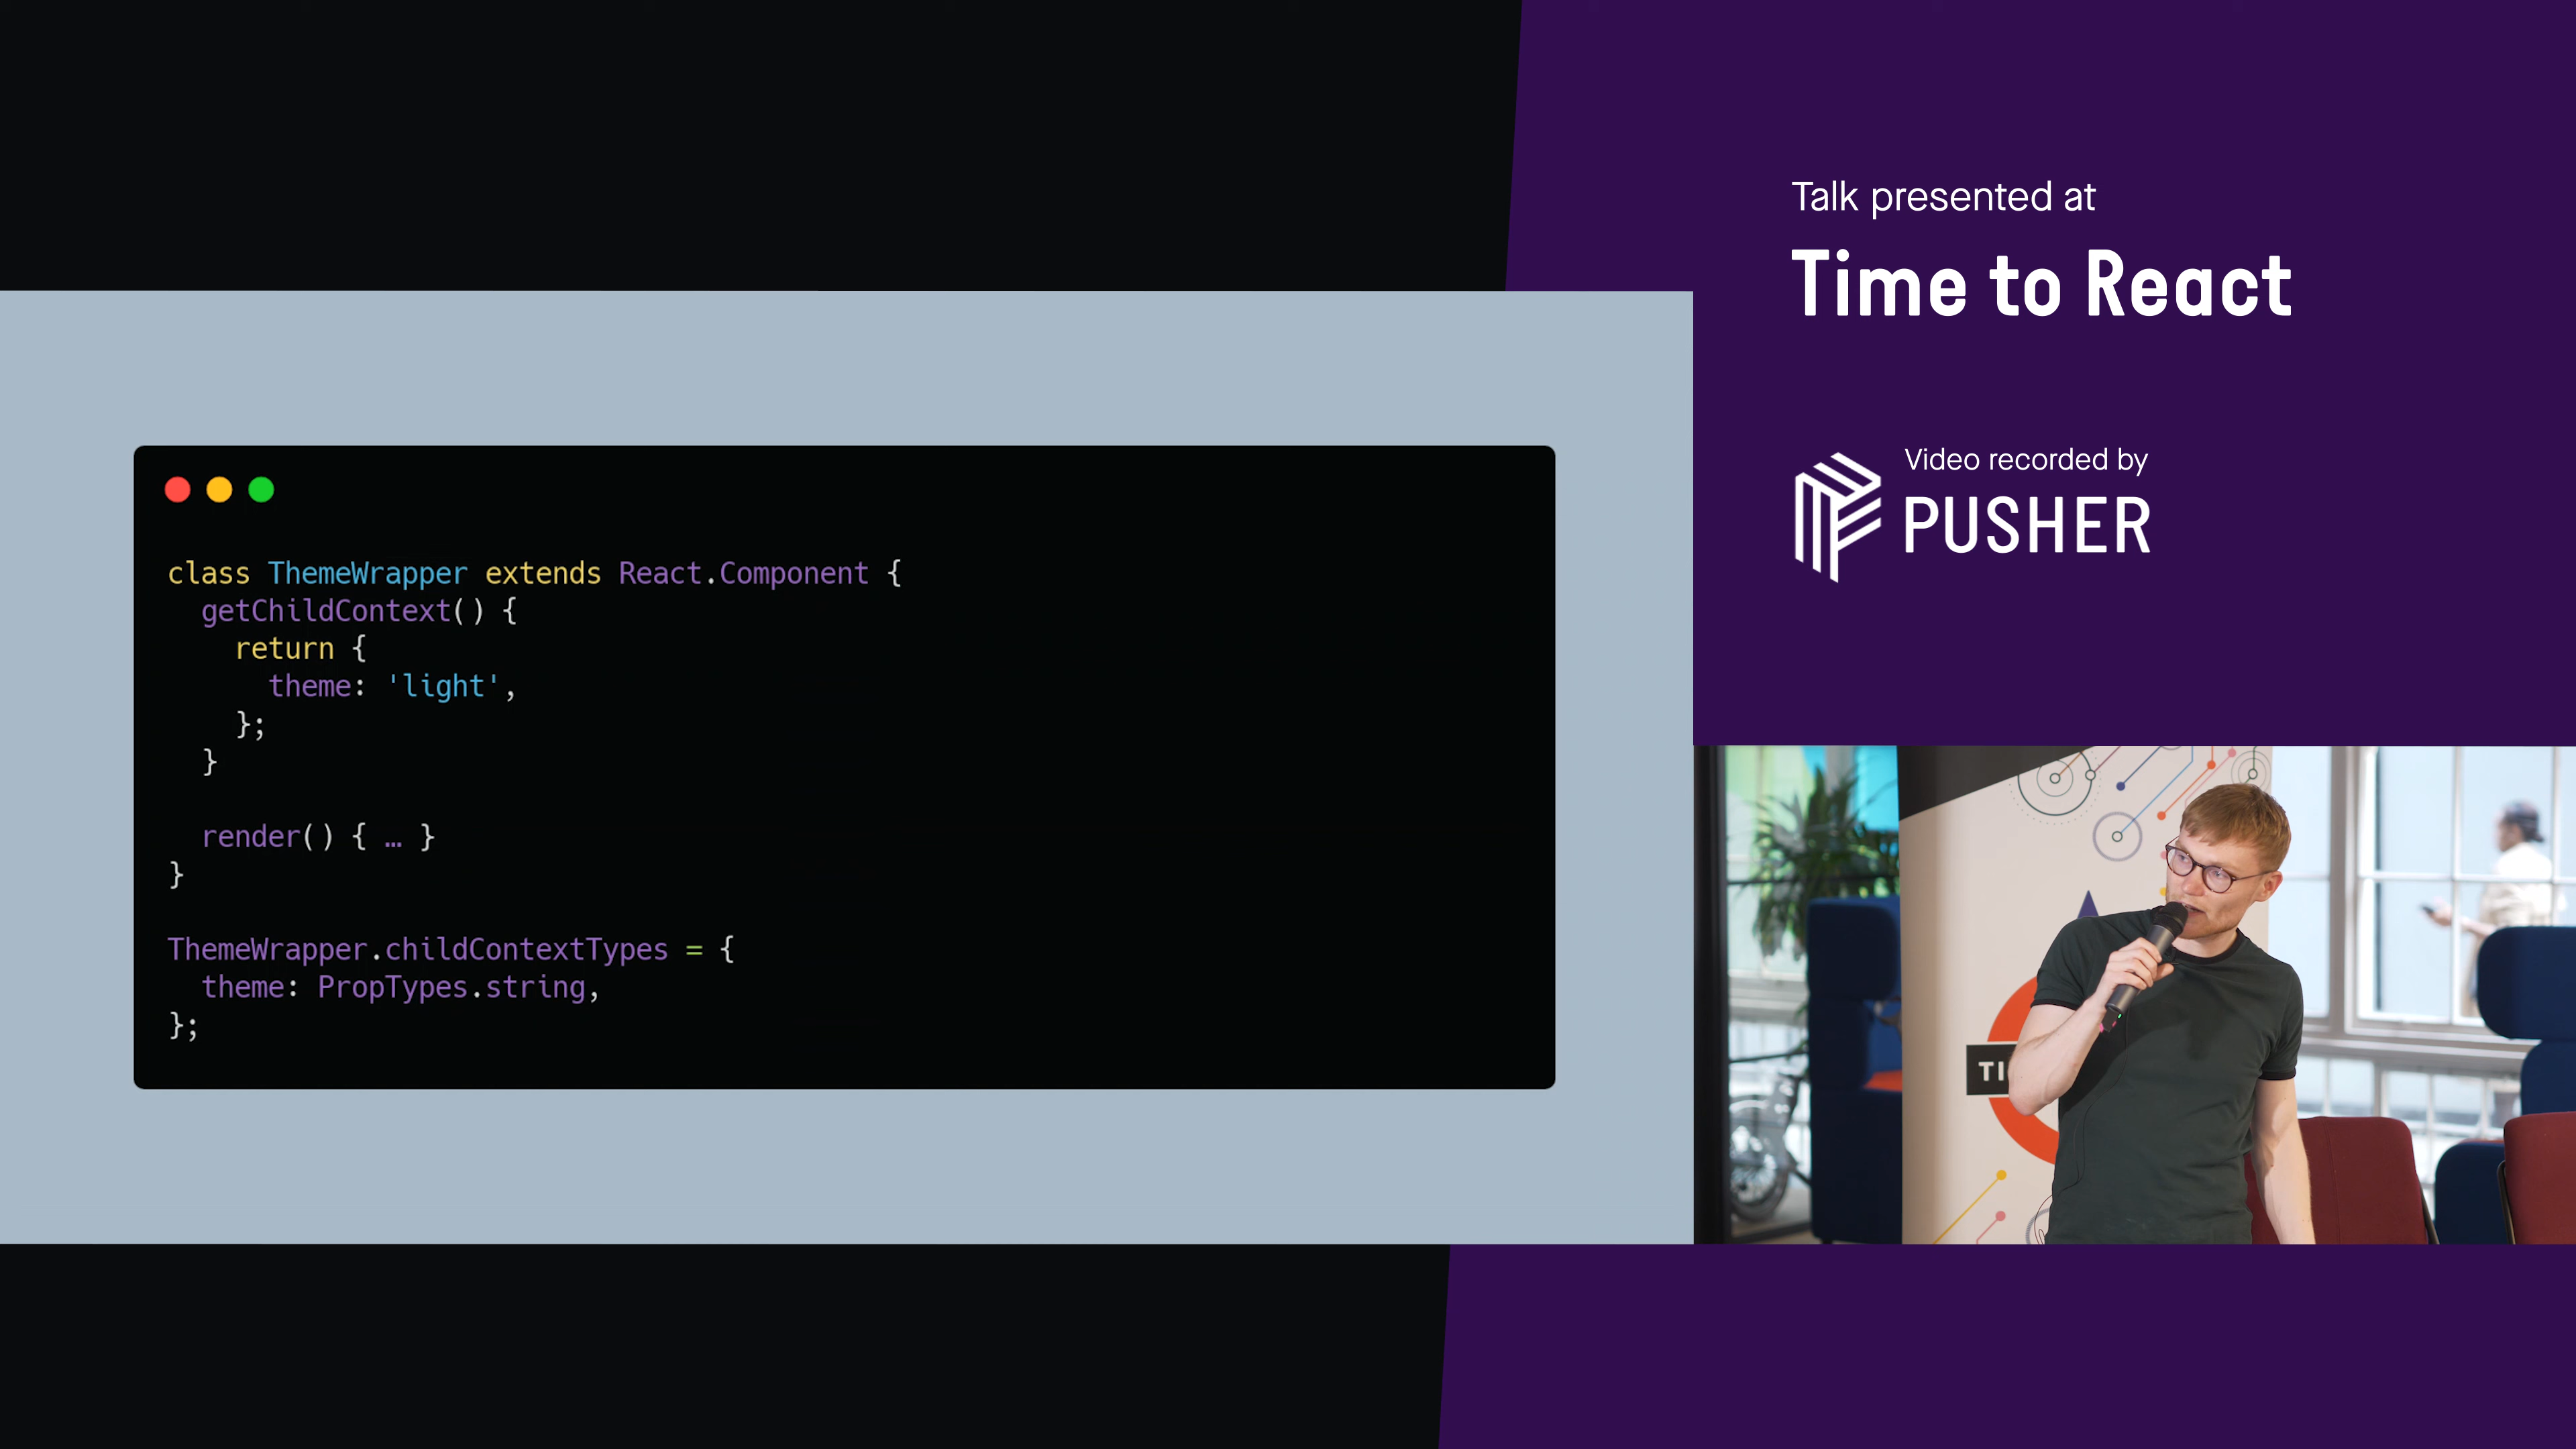 class ThemeWrapper extends React.Component {
  getChildContext() {
    return {
      theme: 'light',
    };
  }

  render() { … }
}

ThemeWrapper.childContextTypes = {
  theme: PropTypes.string,
};
Talk presented at
Time to React
Video recorded by
PUSHER